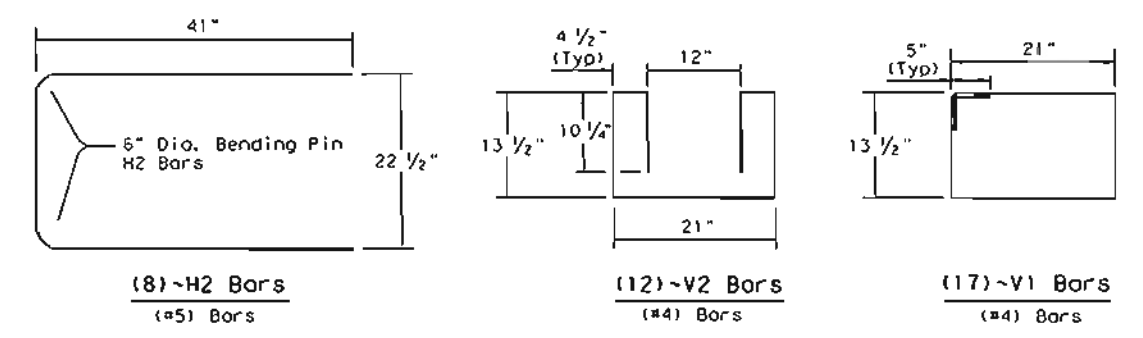 41"
6" Dia. Bending Pin
H2 Bars
22 1/2"
(8)~H2 Bars
(#5) Bars
4 1/2"
(Typ)
12"
13 1/2"
10 1/4"
21"
(12)~V2 Bars
(#4) Bars
5"
(Typ)
21"
13 1/2"
(17)~V1 Bars
(#4) Bars